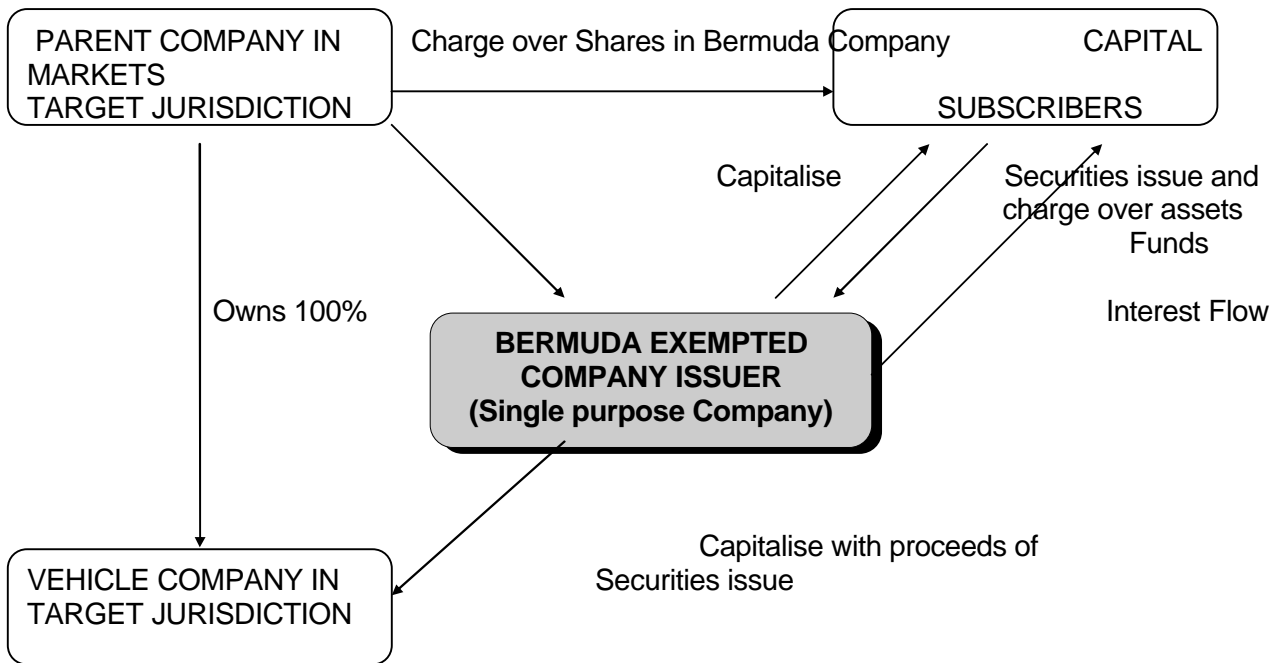 PARENT COMPANY IN
MARKETS
TARGET JURISDICTION
Charge over Shares in Bermuda Company
CAPITAL
SUBSCRIBERS
Capitalise
Securities issue and
charge over assets
Funds
Owns 100%
Interest Flow
BERMUDA EXEMPTED
COMPANY ISSUER
(Single purpose Company)
Capitalise with proceeds of
Securities issue
VEHICLE COMPANY IN
TARGET JURISDICTION